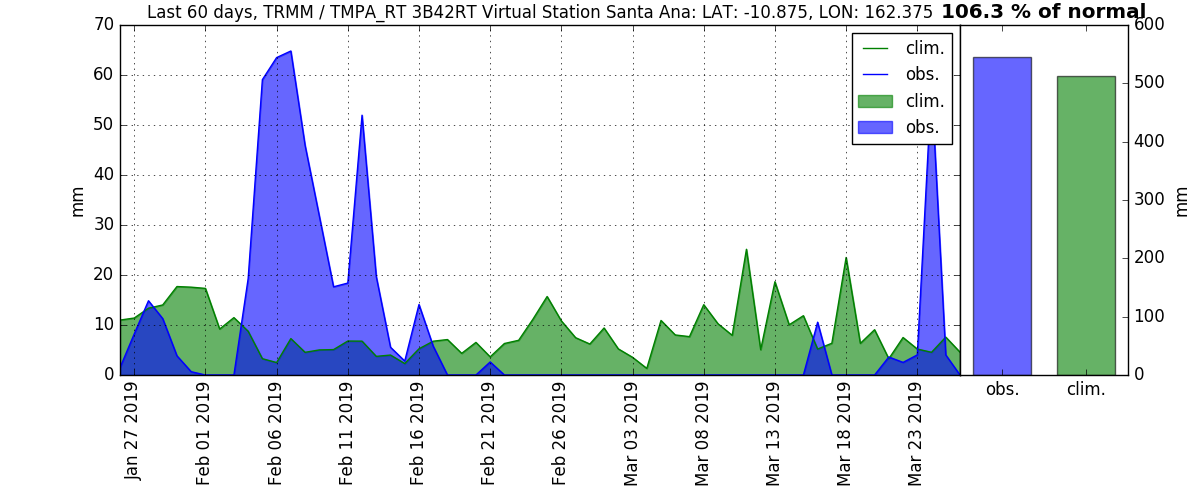 Last 60 days, TRMM / TMPA_RT 3B42RT Virtual Station Santa Ana: LAT: -10.875, LON: 162.375 106.3 % of normal
70
60
50
40
30
20
10
0
mm
clim.
obs.
clim.
obs.
600
500
400
300
200
100
0
mm
obs. clim.
Jan 27 2019
Feb 01 2019
Feb 06 2019
Feb 11 2019
Feb 16 2019
Feb 21 2019
Feb 26 2019
Mar 03 2019
Mar 08 2019
Mar 13 2019
Mar 18 2019
Mar 23 2019